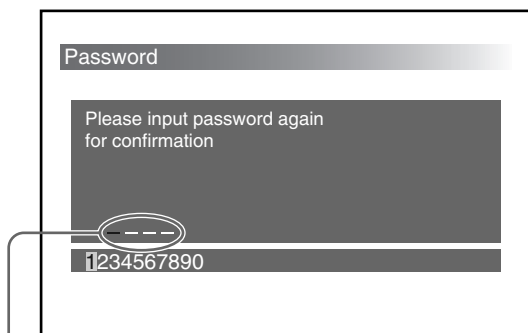 Password
Please input password again
for confirmation
_ _ _ _
1234567890